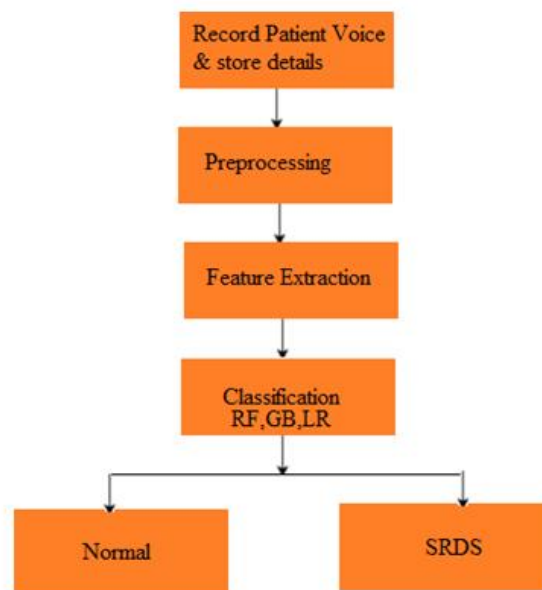 Record Patient Voice
& store details
Preprocessing
Feature Extraction
Classification
RF,GB,LR
Normal
SRDS